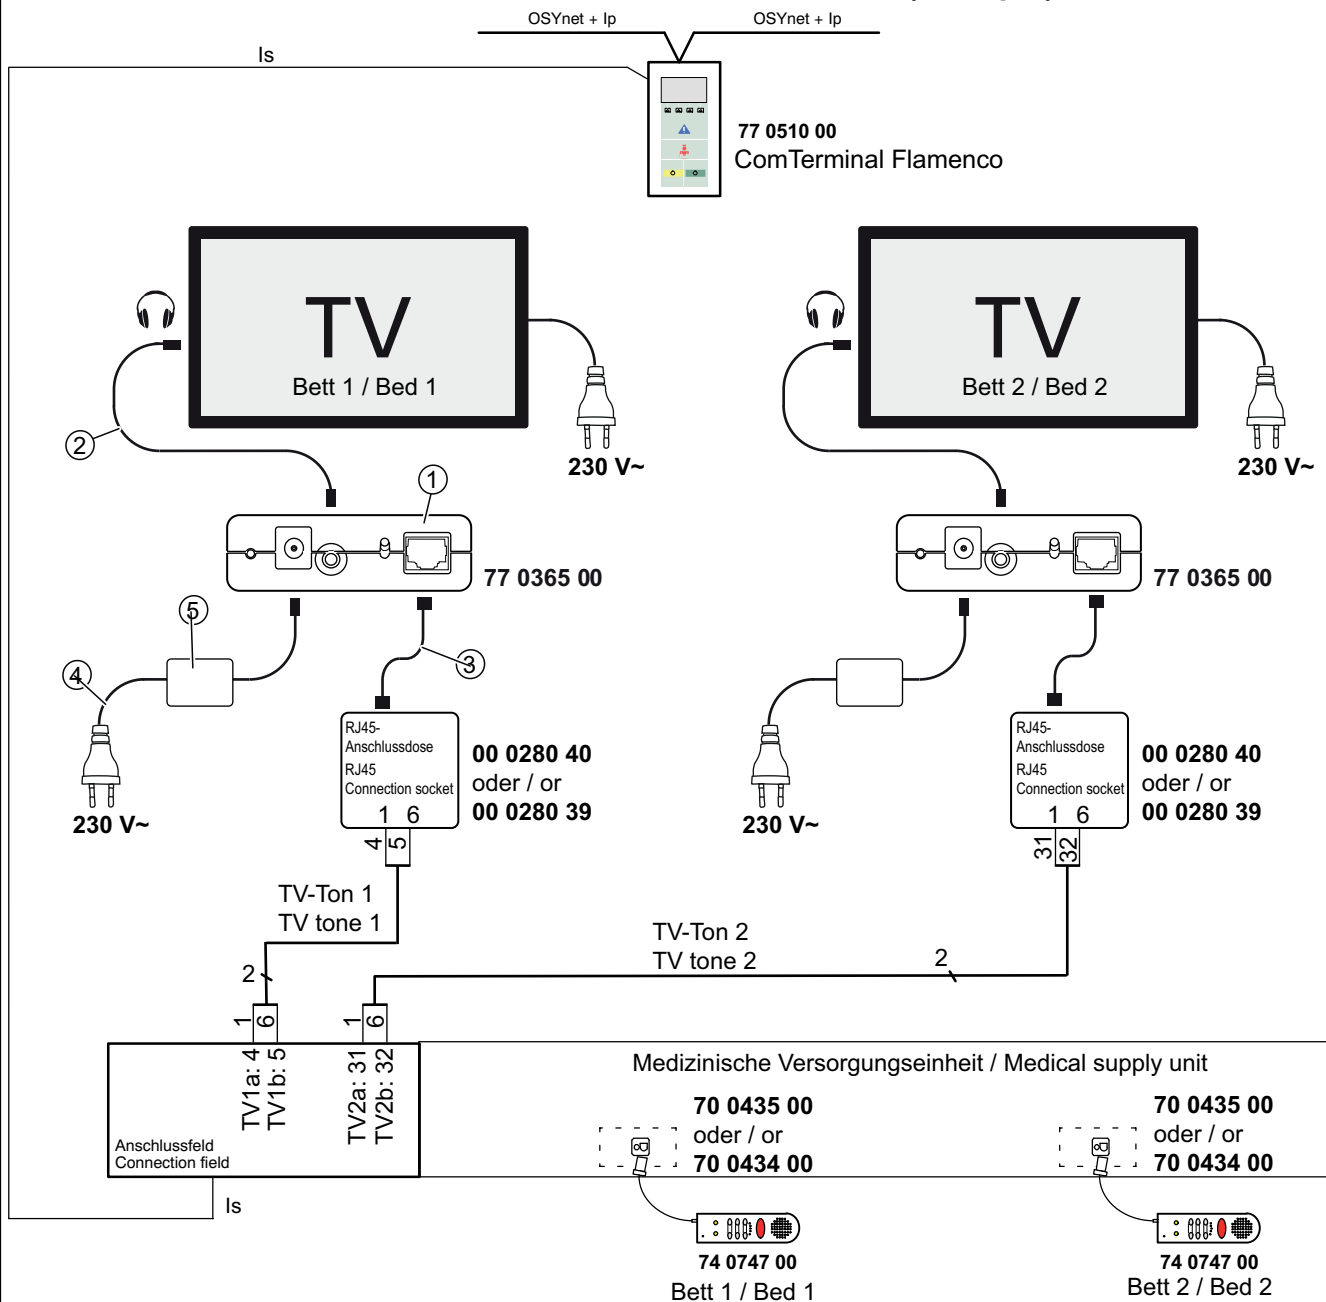 OSYnet + Ip
OSYnet + Ip
Is
77 0510 00
ComTerminal Flamenco
TV
Bett 1 / Bed 1
TV
Bett 2 / Bed 2
2
230 V~
230 V~
1
77 0365 00
77 0365 00
5
4
3
RJ45-
Anschlussdose
RJ45
Connection socket
1 6
00 0280 40
oder / or
00 0280 39
RJ45-
Anschlussdose
RJ45
Connection socket
1 6
00 0280 40
oder / or
00 0280 39
230 V~
230 V~
4
5
31
32
TV-Ton 1
TV tone 1
TV-Ton 2
TV tone 2
2
2
1
6
1
6
TV1a: 4
TV1b: 5
TV2a: 31
TV2b: 32
Anschlussfeld
Connection field
Medizinische Versorgungseinheit / Medical supply unit
70 0435 00
oder / or
70 0434 00
70 0435 00
oder / or
70 0434 00
Is
74 0747 00
Bett 1 / Bed 1
74 0747 00
Bett 2 / Bed 2